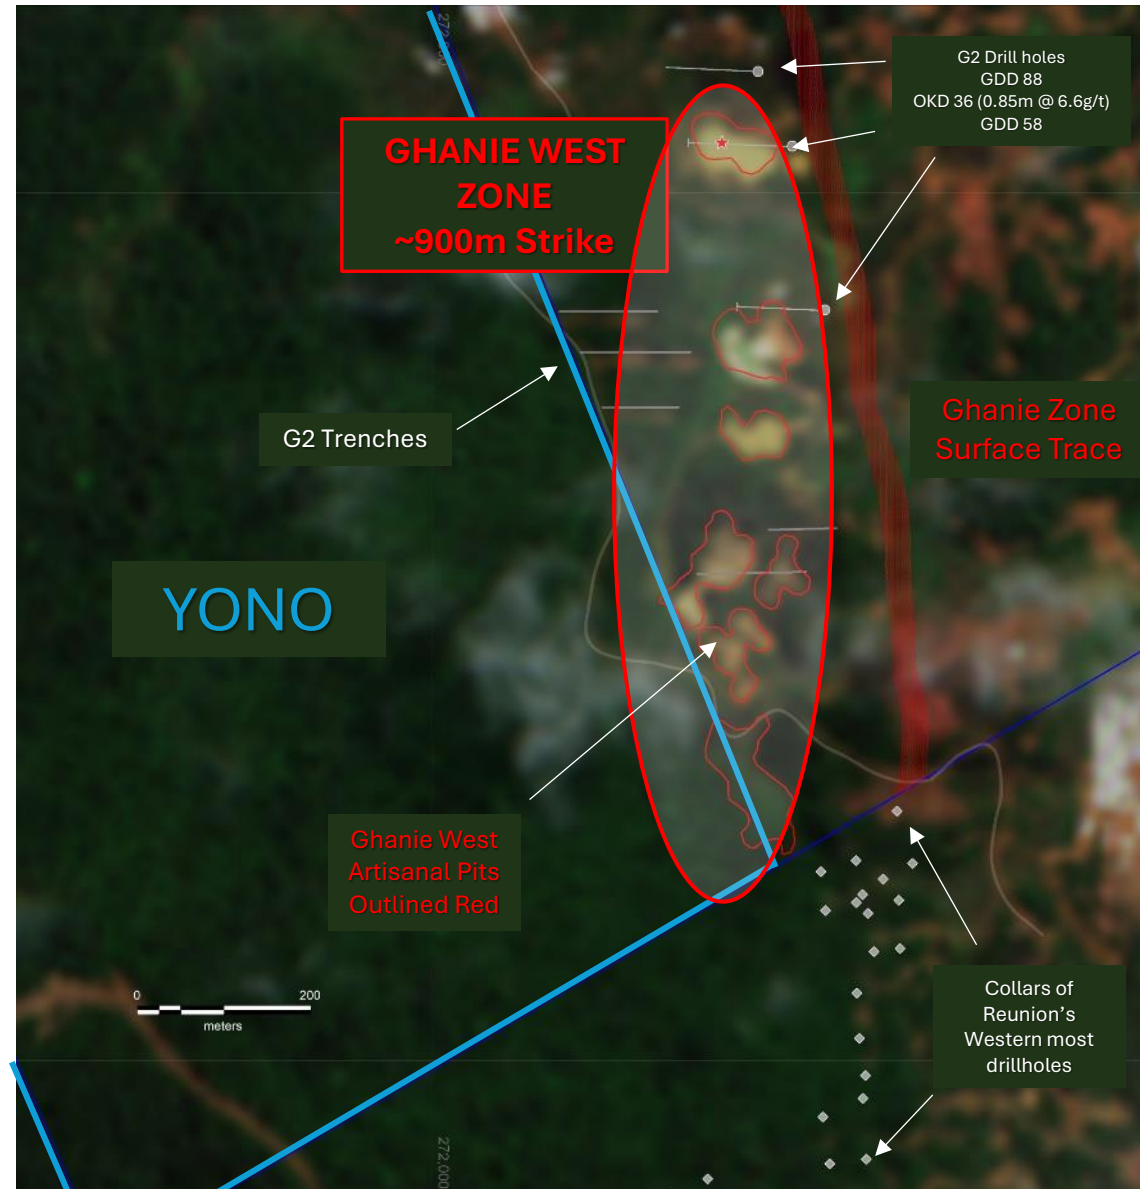 G2 Drill holes
GDD 88
OKD 36 (0.85m @ 6.6g/t)
GDD 58
GHANIE WEST
ZONE
~900m Strike
G2 Trenches
Ghanie Zone
Surface Trace
YONO
Ghanie West
Artisanal Pits
Outlined Red
0 200
meters
Collars of
Reunion's
Western most
drillholes
272,000